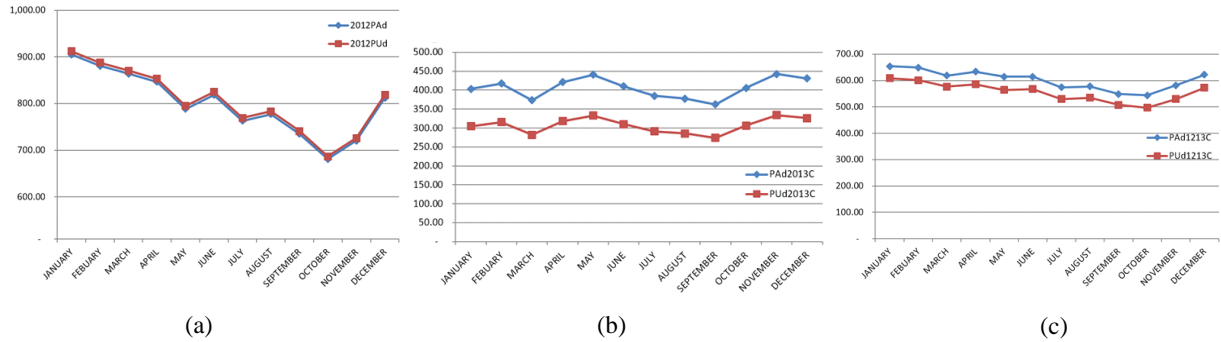 1,000.00
900.00
800.00
700.00
600.00
-
2012PAd
2012PUd
JANUARY
FEBUARY
MARCH
APRIL
MAY
JUNE
JULY
AUGUST
SEPTEMBER
OCTOBER
NOVEMBER
DECEMBER
(a)
500.00
450.00
400.00
350.00
300.00
250.00
200.00
150.00
100.00
50.00
-
PAd2013C
PUd2013C
JANUARY
FEBUARY
MARCH
APRIL
MAY
JUNE
JULY
AUGUST
SEPTEMBER
OCTOBER
NOVEMBER
DECEMBER
(b)
700.00
600.00
500.00
400.00
300.00
200.00
100.00
-
PAd1213C
PUd1213C
JANUARY
FEBUARY
MARCH
APRIL
MAY
JUNE
JULY
AUGUST
SEPTEMBER
OCTOBER
NOVEMBER
DECEMBER
(c)